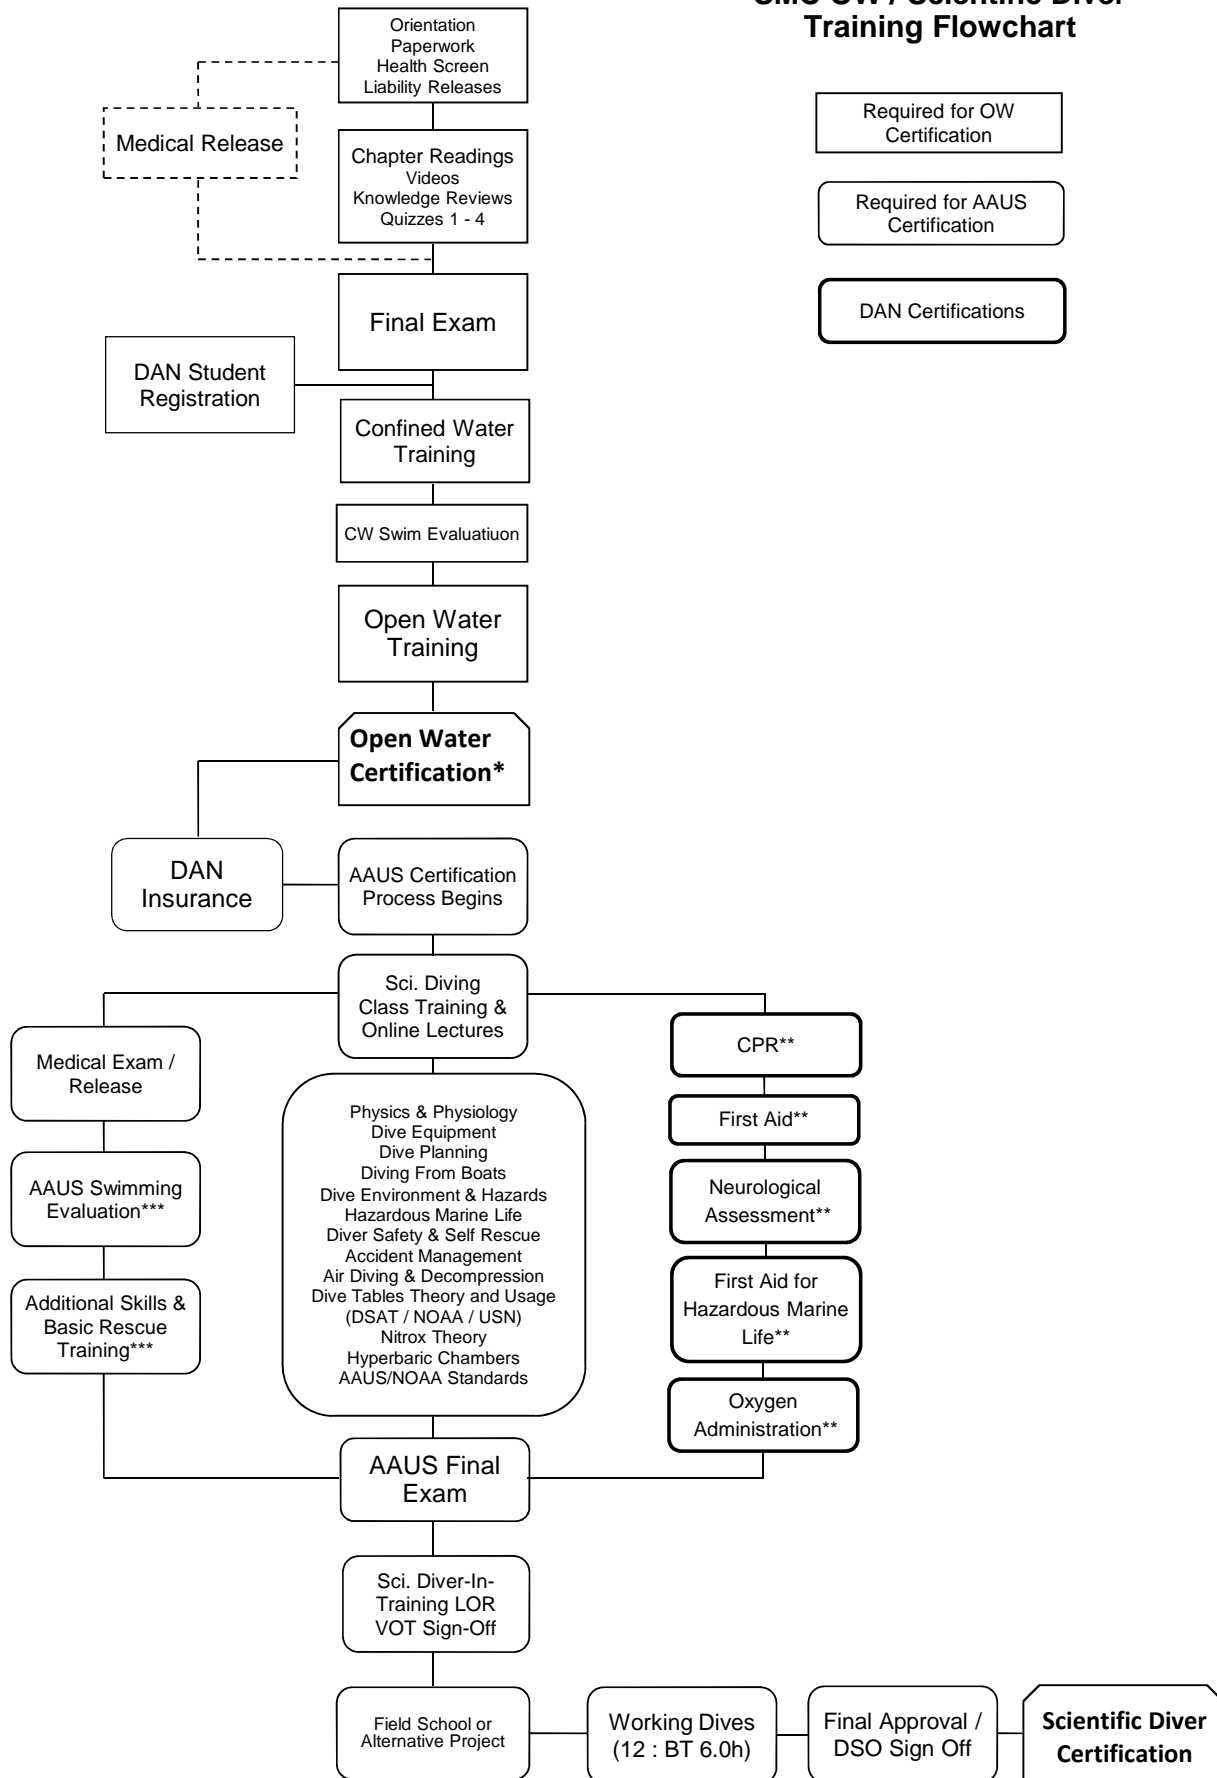 Training Flowchart
Orientation
Paperwork
Health Screen
Liability Releases
Required for OW
Certification
Medical Release
Chapter Readings
Videos
Knowledge Reviews
Quizzes 1 - 4
Required for AAUS
Certification
Final Exam
DAN Certifications
DAN Student
Registration
Confined Water
Training
CW Swim Evaluatiuon
Open Water
Training
Open Water
Certification*
DAN
Insurance
AAUS Certification
Process Begins
Sci. Diving
Class Training &
Online Lectures
Medical Exam /
Release
AAUS Swimming
Evaluation***
Additional Skills &
Basic Rescue
Training***
Physics & Physiology
Dive Equipment
Dive Planning
Diving From Boats
Dive Environment & Hazards
Hazardous Marine Life
Diver Safety & Self Rescue
Accident Management
Air Diving & Decompression
Dive Tables Theory and Usage
(DSAT / NOAA / USN)
Nitrox Theory
Hyperbaric Chambers
AAUS/NOAA Standards
CPR**
First Aid**
Neurological
Assessment**
First Aid for
Hazardous Marine
Life**
Oxygen
Administration**
AAUS Final
Exam
Sci. Diver-In-
Training LOR
VOT Sign-Off
Field School or
Alternative Project
Working Dives
(12 : BT 6.0h)
Final Approval /
DSO Sign Off
Scientific Diver
Certification